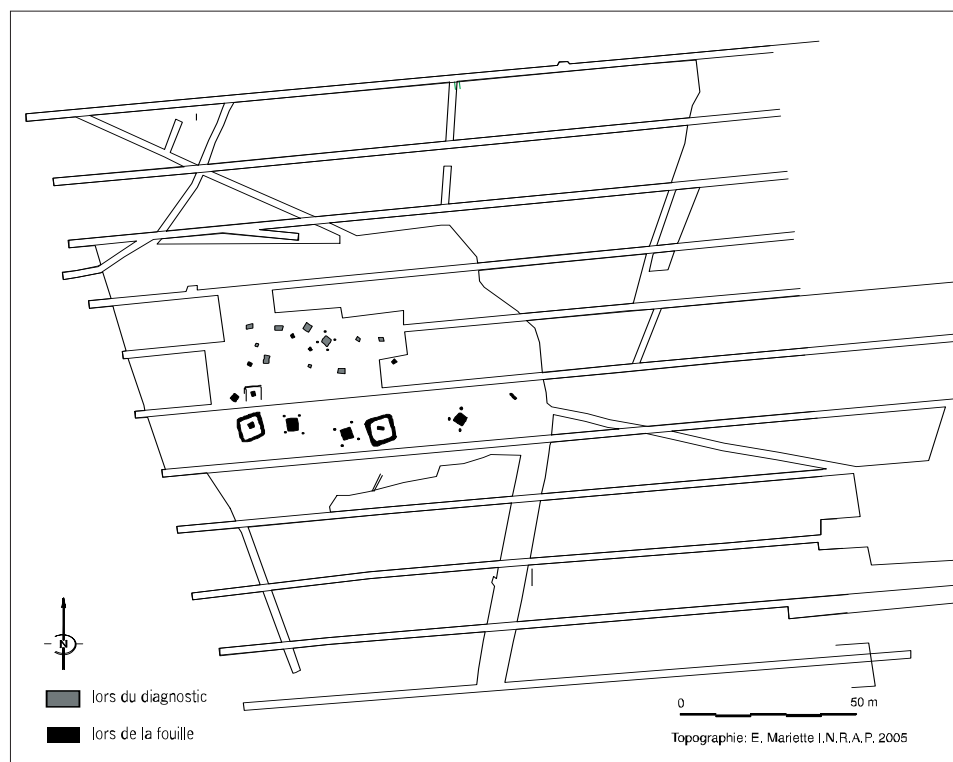 N
lors du diagnostic
lors de la fouille
0 50 m
Topographie: E. Mariette I.N.R.A.P. 2005